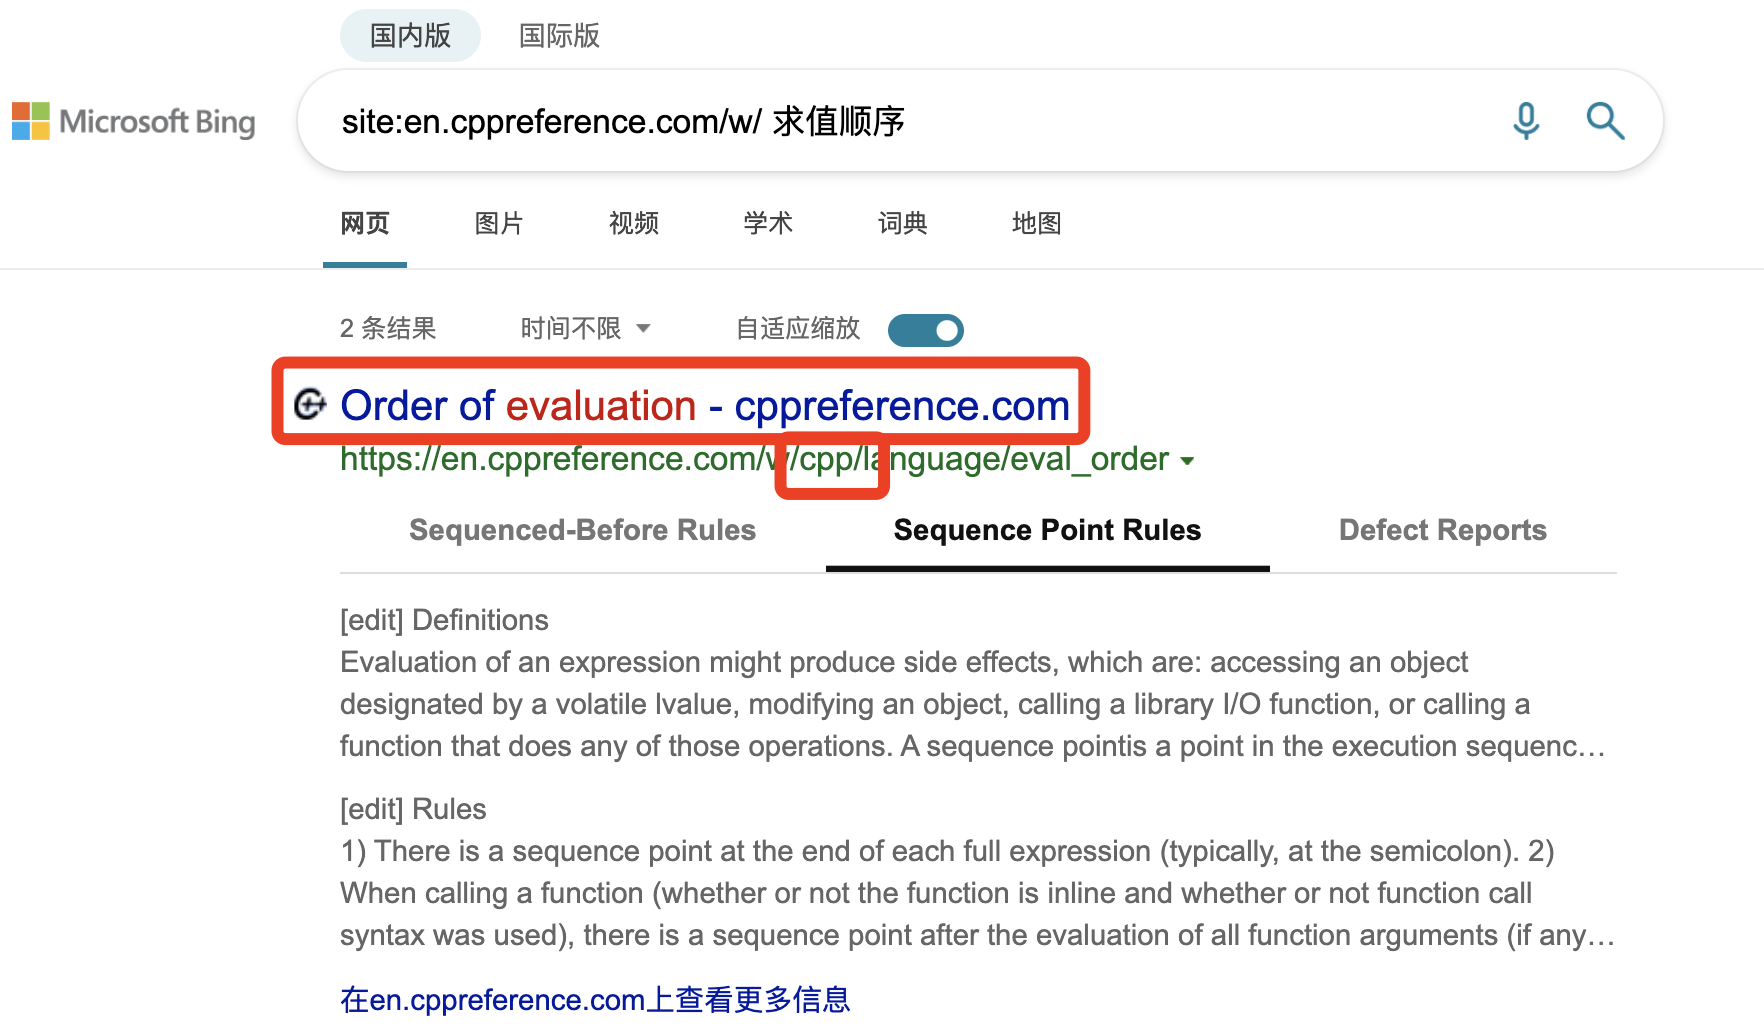 国内版 国际版
Microsoft Bing
site:en.cppreference.com/w/ 求值顺序
网页 图片 视频 学术 词典 地图
2 条结果 时间不限 自适应缩放
Order of evaluation - cppreference.com
https://en.cppreference.com/w/cpp/language/eval_order
Sequenced-Before Rules Sequence Point Rules Defect Reports
[edit] Definitions
Evaluation of an expression might produce side effects, which are: accessing an object
designated by a volatile lvalue, modifying an object, calling a library I/O function, or calling a
function that does any of those operations. A sequence pointis a point in the execution sequenc…
[edit] Rules
1) There is a sequence point at the end of each full expression (typically, at the semicolon). 2)
When calling a function (whether or not the function is inline and whether or not function call
syntax was used), there is a sequence point after the evaluation of all function arguments (if any…
在en.cppreference.com上查看更多信息